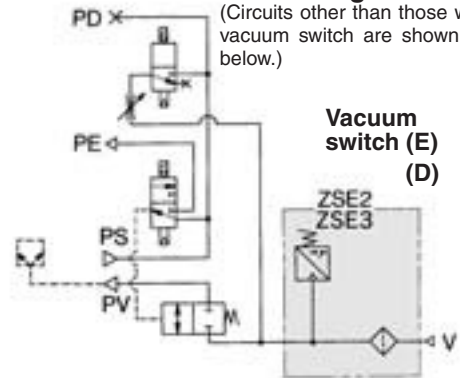 (Circuits other than those w
vacuum switch are shown
below.)
PD
PE
Vacuum
switch (E)
(D)
ZSE2
ZSE3
PS
PV
V